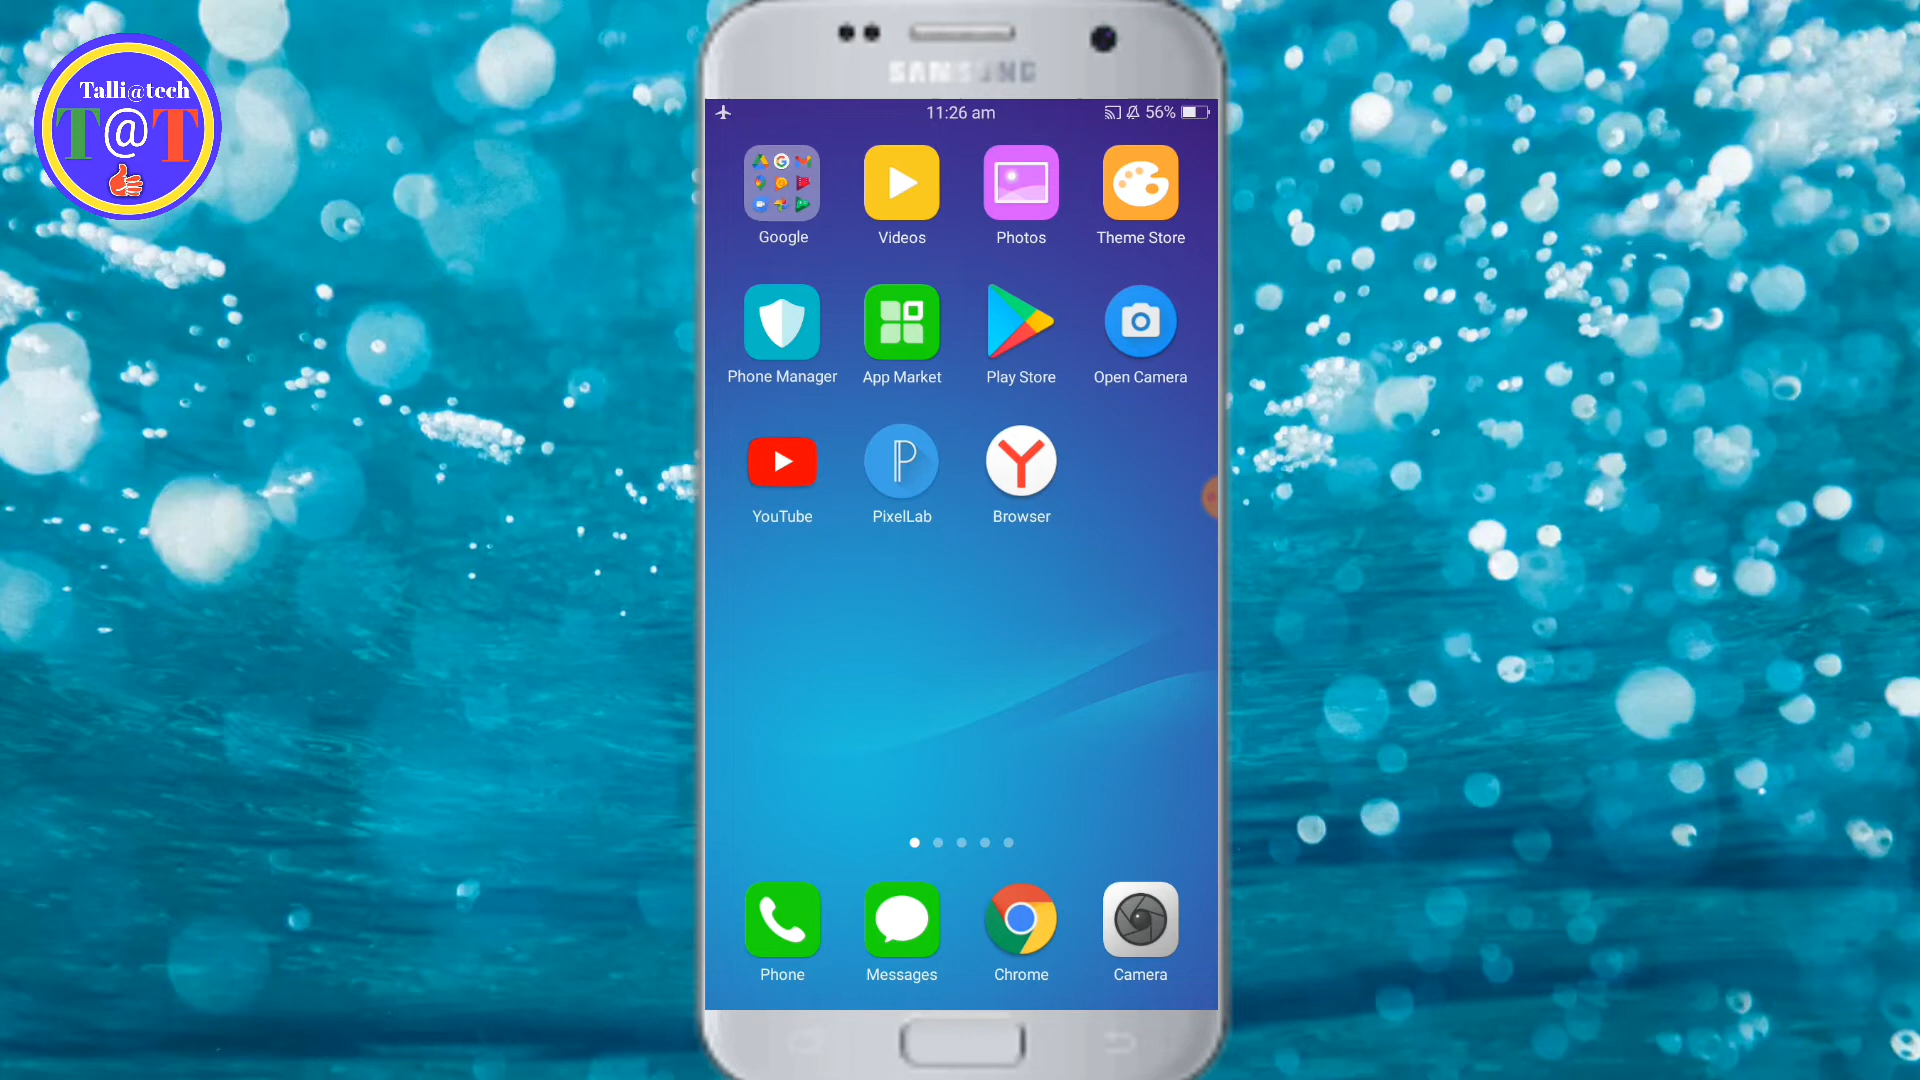 Talli@tech
T@T
SAMSUNG
11:26 am
56%
Google
Videos
Photos
Theme Store
Phone Manager
App Market
Play Store
Open Camera
P
Y
YouTube
PixelLab
Browser
Phone
Messages
Chrome
Camera